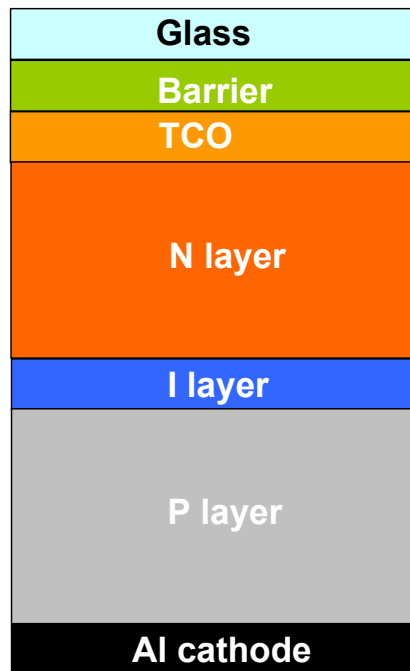 Glass
Barrier
TCO
N layer
I layer
P layer
Al cathode